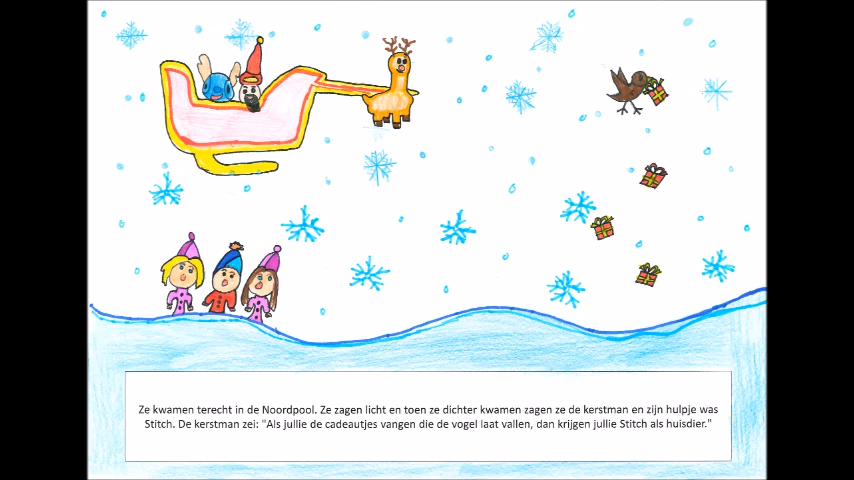 Ze kwamen terecht in de Noordpool. Ze zagen licht en toen ze dichter kwamen zagen ze de kerstman en zijn hulpje was
Stitch. De kerstman zei: "Als jullie de cadeautjes vangen die de vogel laat vallen, dan krijgen jullie Stitch als huisdier."